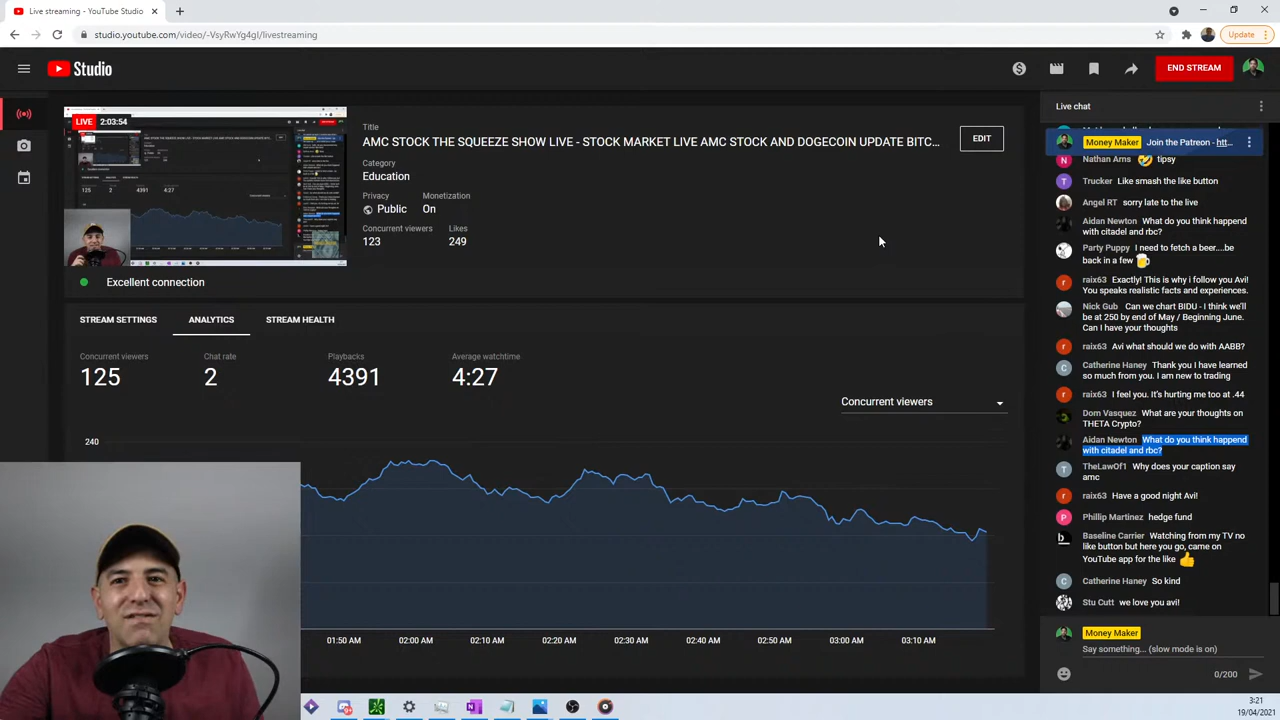 Live streaming - YouTube Studio
studio.youtube.com/video/-VsyRwYg4gI/livestreaming
Update
Studio
END STREAM
LIVE 2:03:54
Title
AMC STOCK THE SQUEEZE SHOW LIVE - STOCK MARKET LIVE AMC STOCK AND DOGECOIN UPDATE BITC...
EDIT
Category
Education
Privacy
Monetization
Public
On
Concurrent viewers
Likes
123
249
Excellent connection
STREAM SETTINGS
ANALYTICS
STREAM HEALTH
Concurrent viewers
Chat rate
Playbacks
Average watchtime
125
2
4391
4:27
Concurrent viewers
240
01:50 AM
02:00 AM
02:10 AM
02:20 AM
02:30 AM
02:40 AM
02:50 AM
03:00 AM
03:10 AM
Live chat
Money Maker Join the Patreon - htt...
Nathan Arns tipsy
Trucker Like smash the like button
Angel RT sorry late to the live
Aidan Newton What do you think happend
with citadel and rbc?
Party Puppy I need to fetch a beer....be
back in a few
raix63 Exactly! This is why i follow you Avi!
You speaks realistic facts and experiences.
Nick Gub Can we chart BIDU - I think we'll
be at 250 by end of May / Beginning June.
Can I have your thoughts
raix63 Avi what should we do with AABB?
Catherine Haney Thank you I have learned
so much from you. I am new to trading
raix63 I feel you. It's hurting me too at .44
Dom Vasquez What are your thoughts on
THETA Crypto?
Aidan Newton What do you think happend
with citadel and rbc?
TheLawOf1 Why does your caption say
amc
raix63 Have a good night Avi!
Phillip Martinez hedge fund
Baseline Carrier Watching from my TV no
like button but here you go, came on
YouTube app for the like
Catherine Haney So kind
Stu Cutt we love you avi!
Money Maker
Say something... (slow mode is on)
0/200
3:21
19/04/2021